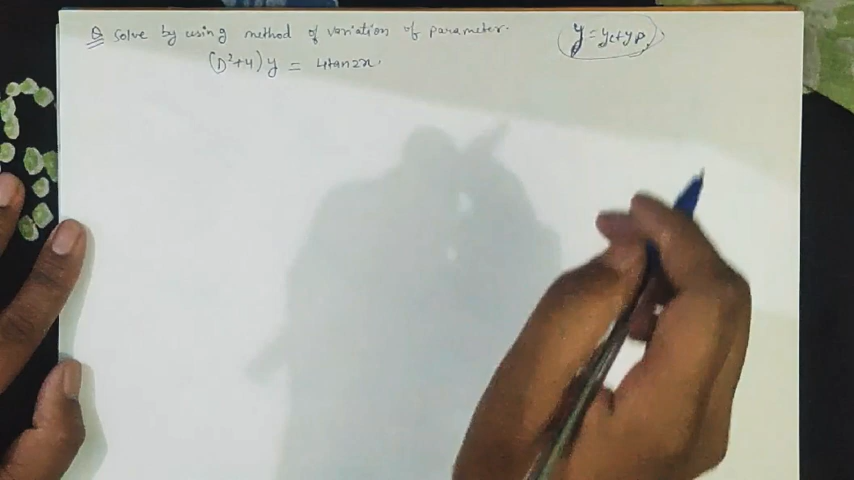 Q Solve by using method of variation of parameter.
y = yc+yp.
(D²+4) y = 4tan2x.